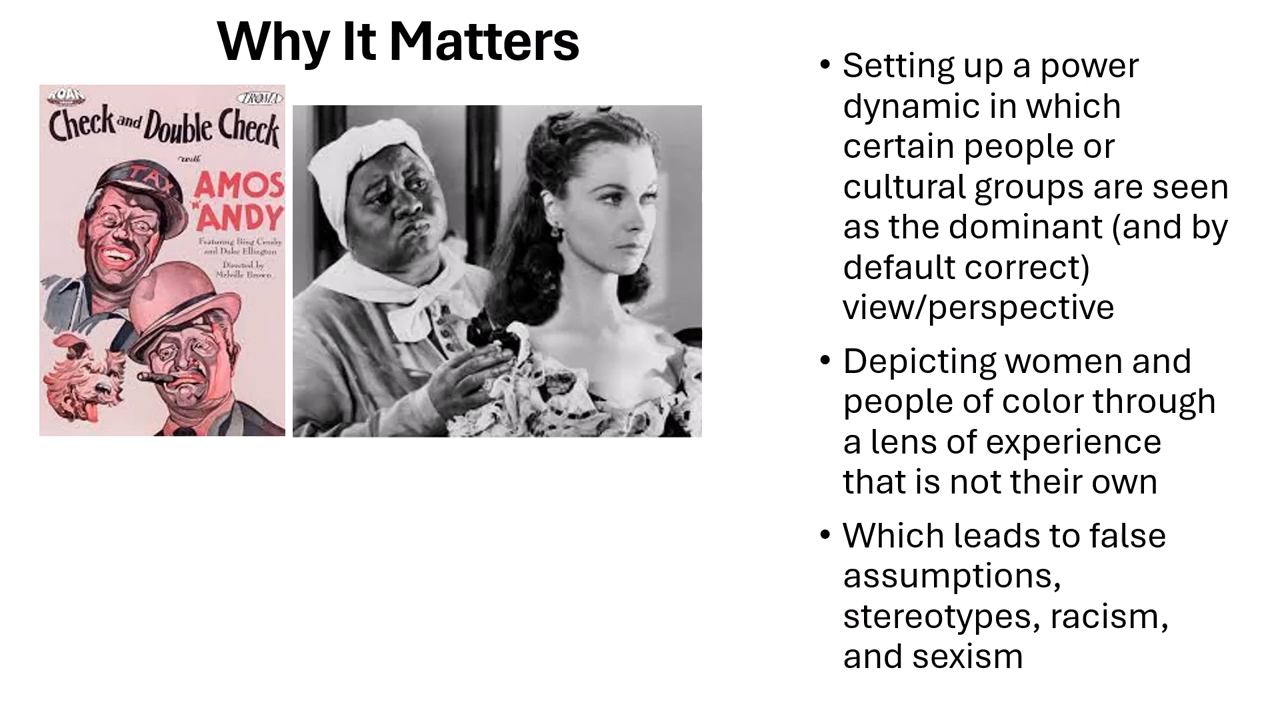 Why It Matters
ROAN
TROMA
Check and Double Check
with
TAXI
AMOS
'N' ANDY
Featuring Bing Crosby
and Duke Ellington
Directed by
Melville Brown
• Setting up a power
dynamic in which
certain people or
cultural groups are seen
as the dominant (and by
default correct)
view/perspective
• Depicting women and
people of color through
a lens of experience
that is not their own
• Which leads to false
assumptions,
stereotypes, racism,
and sexism